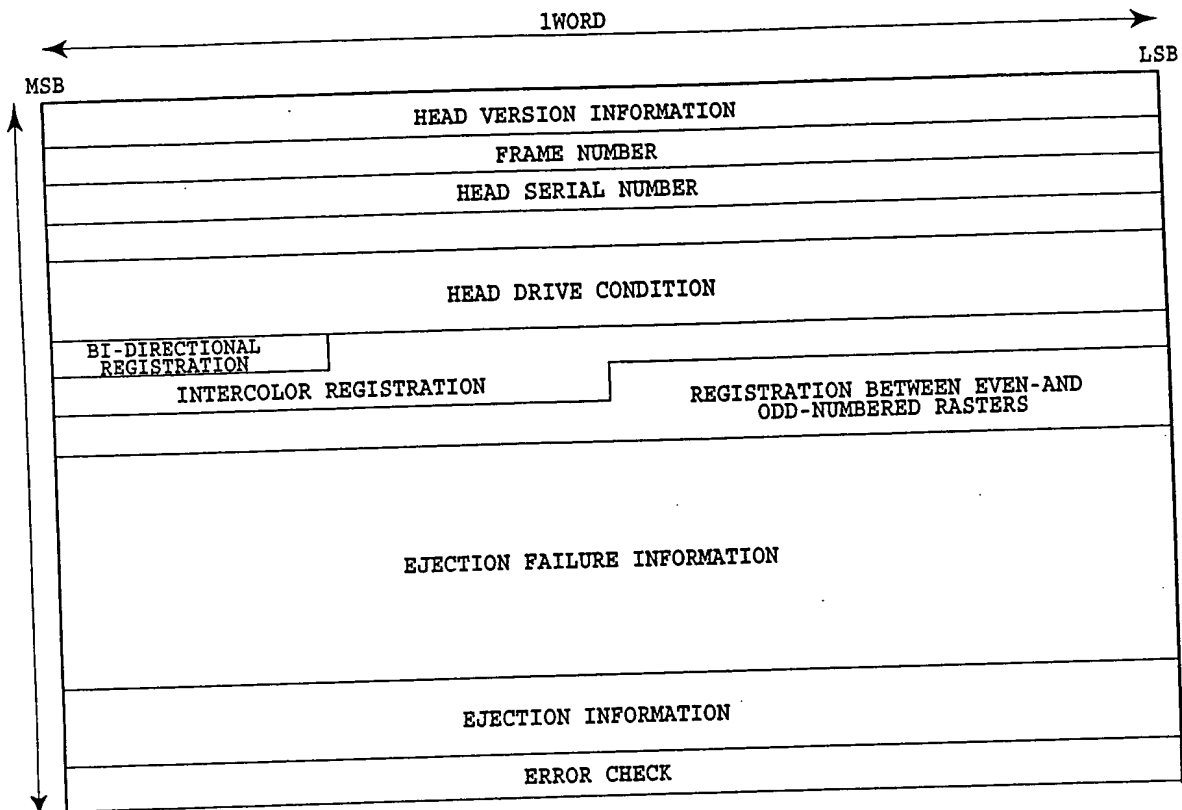 1WORD
MSB
LSB
HEAD VERSION INFORMATION
FRAME NUMBER
HEAD SERIAL NUMBER
HEAD DRIVE CONDITION
BI-DIRECTIONAL
REGISTRATION
INTERCOLOR REGISTRATION
REGISTRATION BETWEEN EVEN-AND
ODD-NUMBERED RASTERS
EJECTION FAILURE INFORMATION
EJECTION INFORMATION
ERROR CHECK